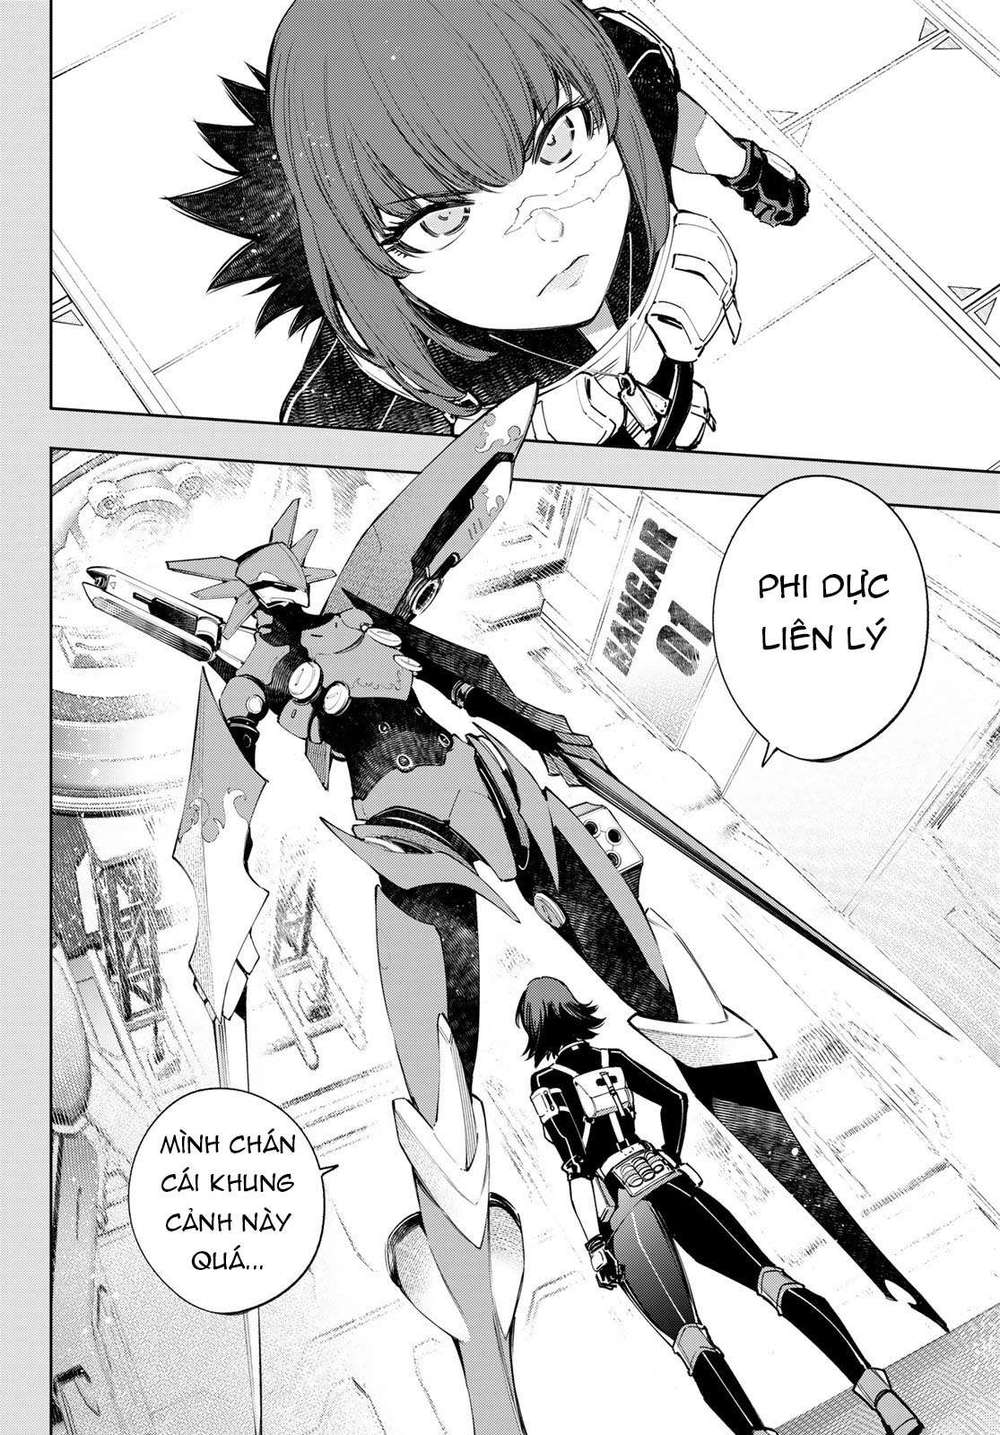 PHI DỰC
LIÊN LÝ
HANGAR
01
MÌNH CHÁN
CÁI KHUNG
CẢNH NÀY
QUÁ...